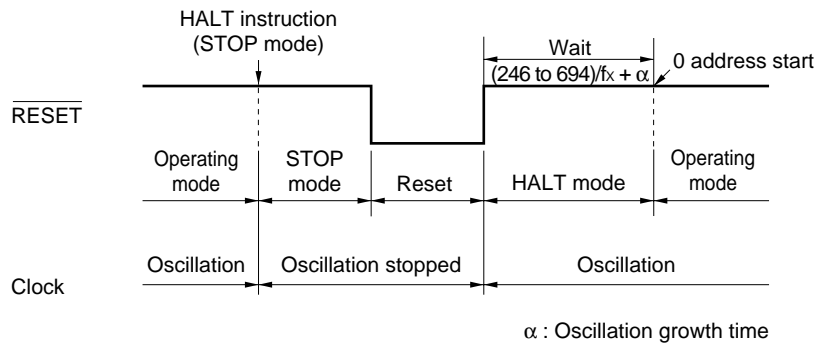 HALT instruction
(STOP mode)
Wait
(246 to 694)/fx + α
0 address start
RESET
Operating
mode
STOP
mode
Reset
HALT mode
Operating
mode
Oscillation
Oscillation stopped
Oscillation
Clock
α : Oscillation growth time